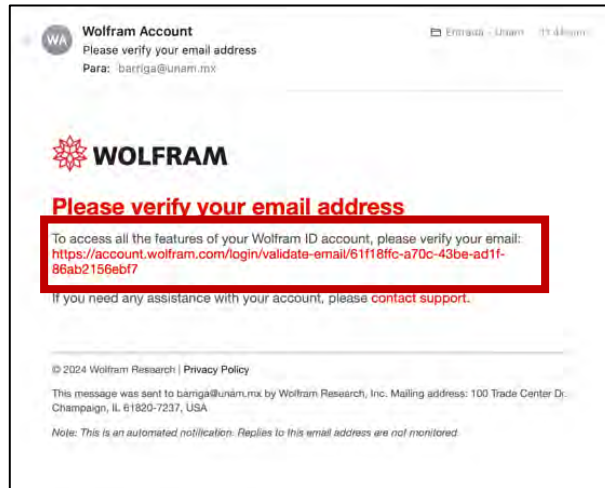 WA
Wolfram Account
Please verify your email address
Para: barriga@unam.mx
Entrada - Unam
WOLFRAM
Please verify your email address
To access all the features of your Wolfram ID account, please verify your email:
https://account.wolfram.com/login/validate-email/61f18ffc-a70c-43be-ad1f-
86ab2156ebf7
If you need any assistance with your account, please contact support.
© 2024 Wolfram Research | Privacy Policy
This message was sent to barriga@unam.mx by Wolfram Research, Inc. Mailing address: 100 Trade Center Dr.
Champaign, IL 61820-7237, USA
Note: This is an automated notification. Replies to this email address are not monitored.